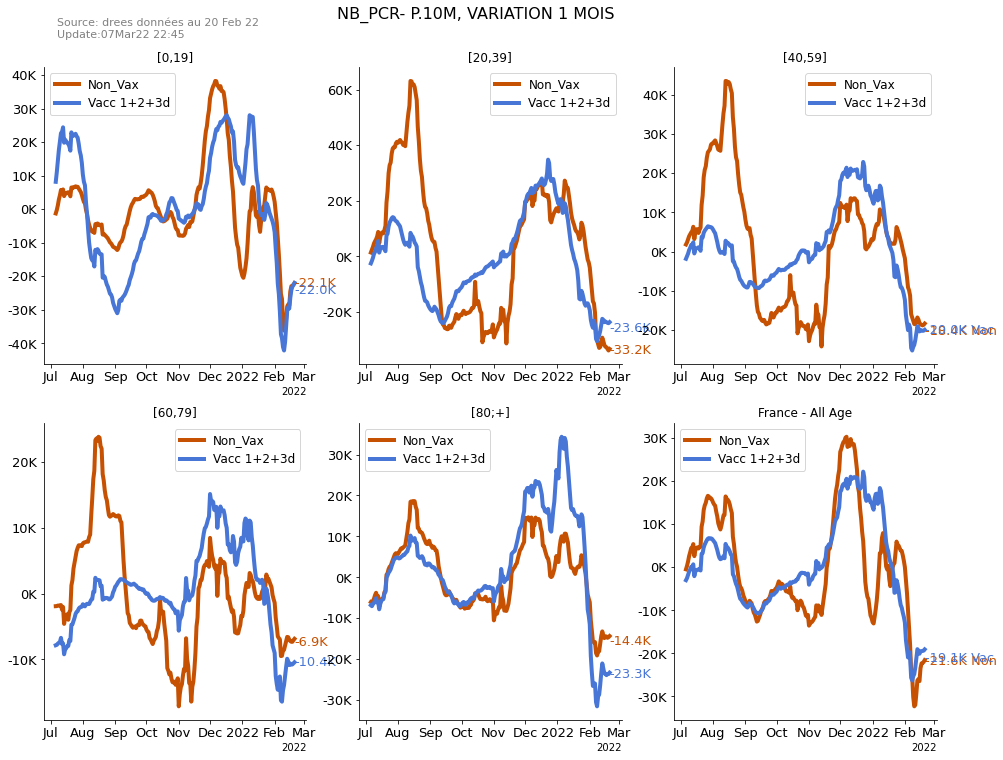 NB_PCR- P.10M, VARIATION 1 MOIS
Source: drees données au 20 Feb 22
Update:07Mar22 22:45
[0,19]
40K
30K
20K
10K
0K
-10K
-20K
-30K
-40K
Non_Vax
Vacc 1+2+3d
-22.1K
-22.0K
Jul Aug Sep Oct Nov Dec 2022 Feb Mar
2022
[20,39]
60K
40K
20K
0K
-20K
Non_Vax
Vacc 1+2+3d
-23.6K
-33.2K
Jul Aug Sep Oct Nov Dec 2022 Feb Mar
2022
[40,59]
40K
30K
20K
10K
0K
-10K
-20K
Non_Vax
Vacc 1+2+3d
Vac
Non
Jul Aug Sep Oct Nov Dec 2022 Feb Mar
2022
[60,79]
20K
10K
0K
-10K
Non_Vax
Vacc 1+2+3d
-6.9K
-10.4K
Jul Aug Sep Oct Nov Dec 2022 Feb Mar
2022
[80;+]
30K
20K
10K
0K
-10K
-20K
-30K
Non_Vax
Vacc 1+2+3d
-14.4K
-23.3K
Jul Aug Sep Oct Nov Dec 2022 Feb Mar
2022
France - All Age
30K
20K
10K
0K
-10K
-20K
-30K
Non_Vax
Vacc 1+2+3d
-19.1K Vac
-21.6K Non
Jul Aug Sep Oct Nov Dec 2022 Feb Mar
2022